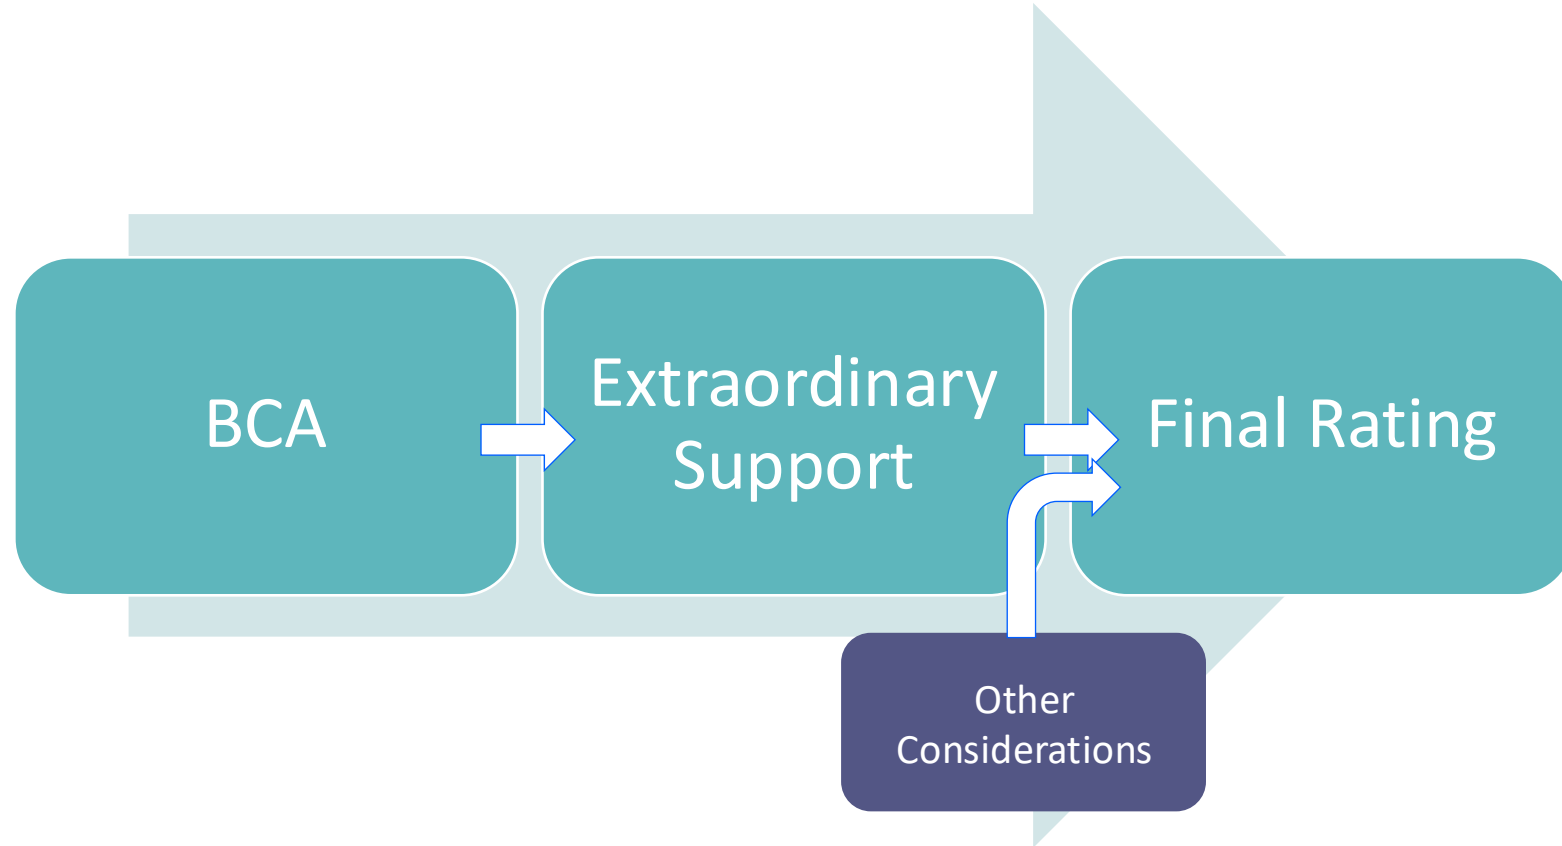 BCA
Extraordinary
Support
Final Rating
Other
Considerations